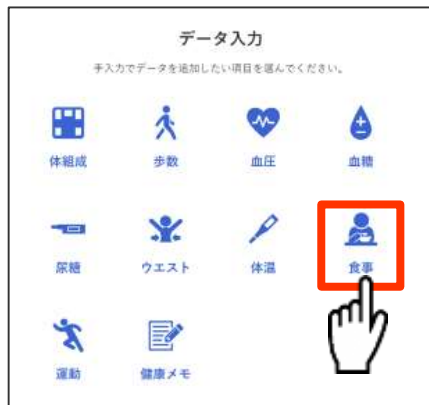 データ入力
手入力でデータを追加したい項目を選んでください。
体組成 歩数 血圧 血糖
尿糖 ウエスト 体温 食事
運動 健康メモ